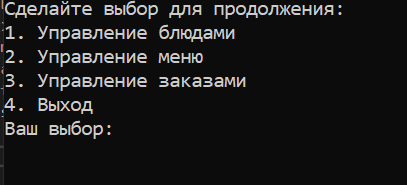 Сделайте выбор для продолжения:
1. Управление блюдами
2. Управление меню
3. Управление заказами
4. Выход
Ваш выбор: